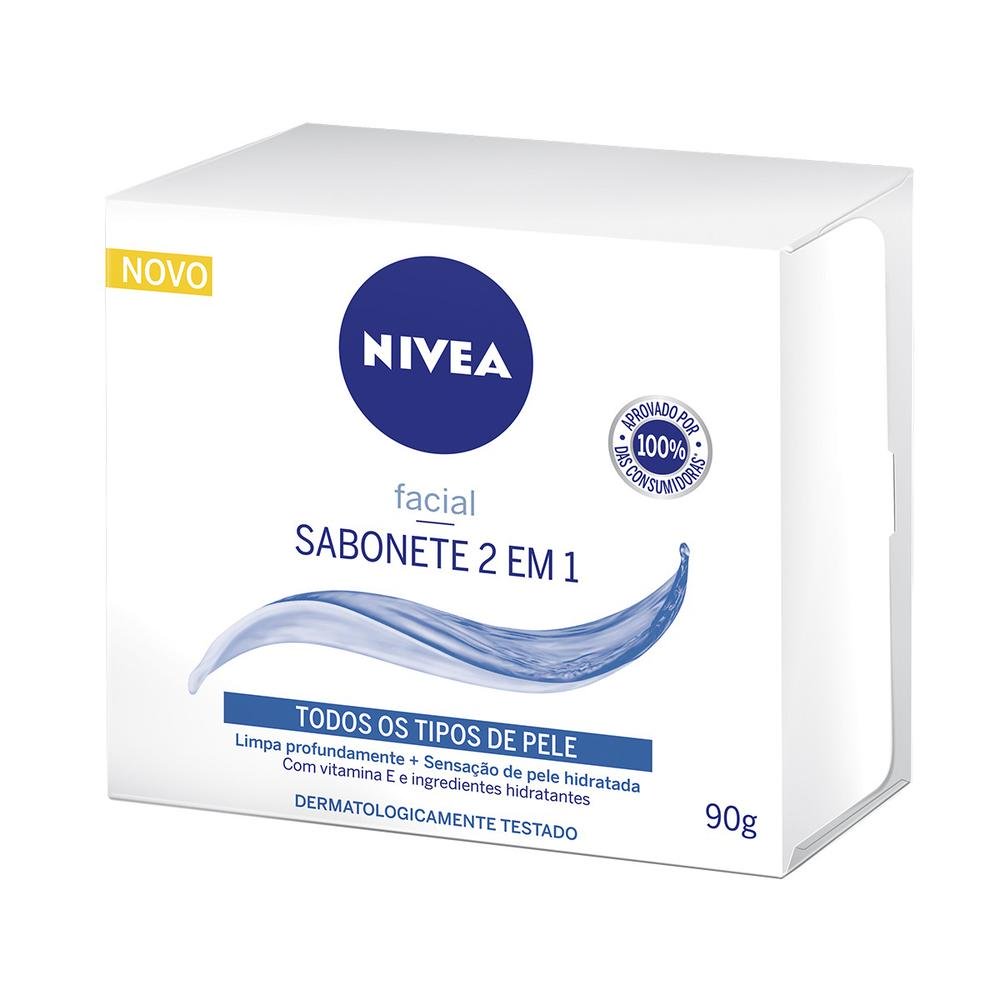 NOVO
NIVEA
APROVADO POR
100%
DAS CONSUMIDORAS*
facial
SABONETE 2 EM 1
TODOS OS TIPOS DE PELE
Limpa profundamente + Sensação de pele hidratada
Com vitamina E e ingredientes hidratantes
DERMATOLOGICAMENTE TESTADO
90g